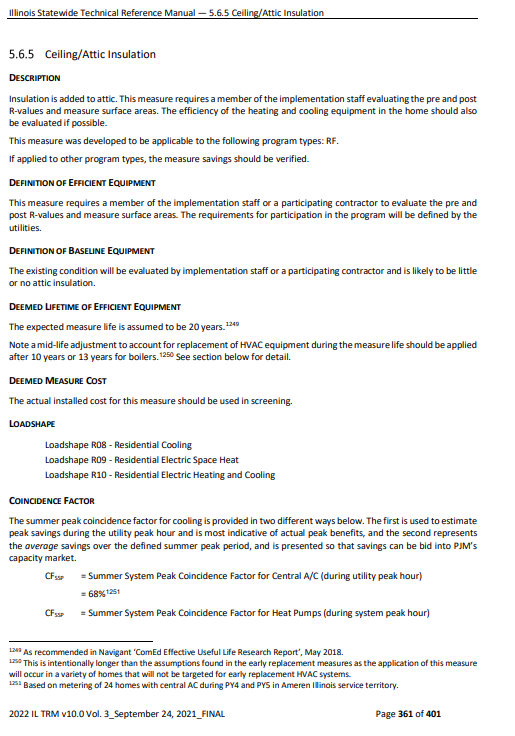 Illinois Statewide Technical Reference Manual — 5.6.5 Ceiling/Attic Insulation
5.6.5 Ceiling/Attic Insulation
DESCRIPTION
Insulation is added to attic. This measure requires a member of the implementation staff evaluating the pre and post
R-values and measure surface areas. The efficiency of the heating and cooling equipment in the home should also
be evaluated if possible.
This measure was developed to be applicable to the following program types: RF.
If applied to other program types, the measure savings should be verified.
DEFINITION OF EFFICIENT EQUIPMENT
This measure requires a member of the implementation staff or a participating contractor to evaluate the pre and
post R-values and measure surface areas. The requirements for participation in the program will be defined by the
utilities.
DEFINITION OF BASELINE EQUIPMENT
The existing condition will be evaluated by implementation staff or a participating contractor and is likely to be little
or no attic insulation.
DEEMED LIFETIME OF EFFICIENT EQUIPMENT
The expected measure life is assumed to be 20 years.1249
Note a mid-life adjustment to account for replacement of HVAC equipment during the measure life should be applied
after 10 years or 13 years for boilers.1250 See section below for detail.
DEEMED MEASURE COST
The actual installed cost for this measure should be used in screening.
LOADSHAPE
Loadshape R08 - Residential Cooling
Loadshape R09 - Residential Electric Space Heat
Loadshape R10 - Residential Electric Heating and Cooling
COINCIDENCE FACTOR
The summer peak coincidence factor for cooling is provided in two different ways below. The first is used to estimate
peak savings during the utility peak hour and is most indicative of actual peak benefits, and the second represents
the average savings over the defined summer peak period, and is presented so that savings can be bid into PJM's
capacity market.
CFSSP = Summer System Peak Coincidence Factor for Central A/C (during utility peak hour)
= 68%1251
CFSSP = Summer System Peak Coincidence Factor for Heat Pumps (during system peak hour)
1249 As recommended in Navigant 'ComEd Effective Useful Life Research Report', May 2018.
1250 This is intentionally longer than the assumptions found in the early replacement measures as the application of this measure
will occur in a variety of homes that will not be targeted for early replacement HVAC systems.
1251 Based on metering of 24 homes with central AC during PY4 and PY5 in Ameren Illinois service territory.
2022 IL TRM v10.0 Vol. 3_September 24, 2021_FINAL Page 361 of 401